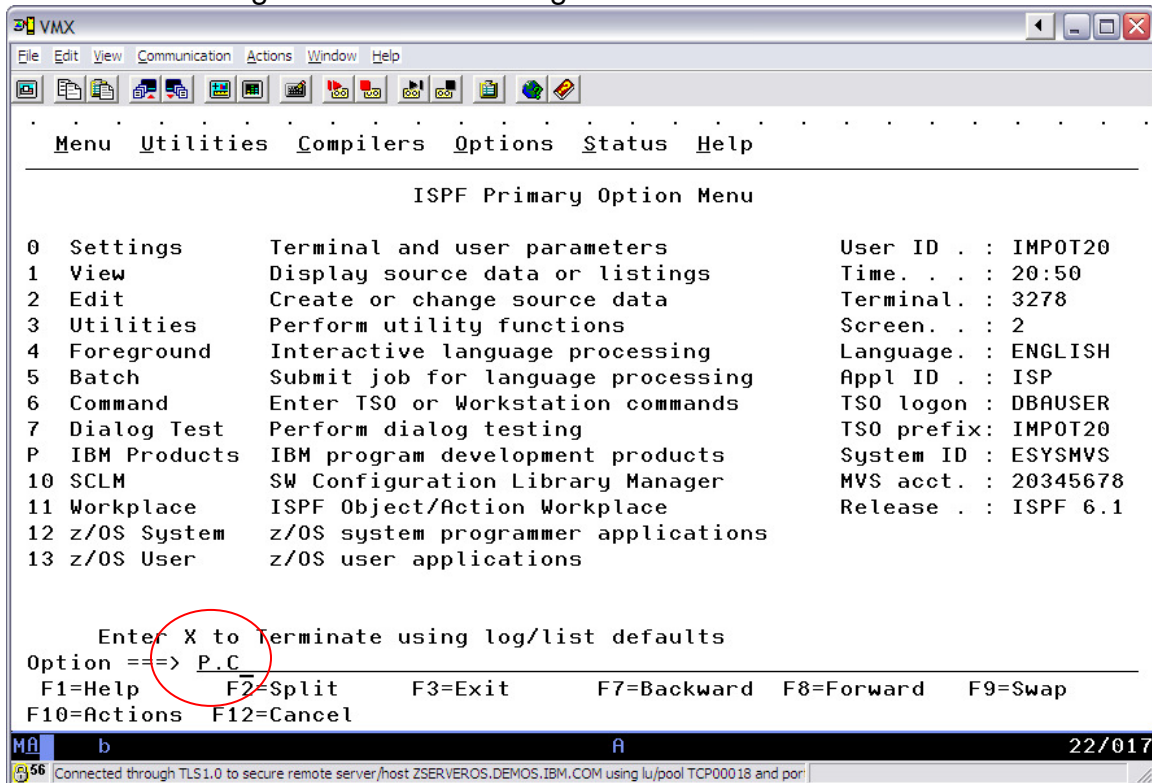 VMX
File Edit View Communication Actions Window Help
Menu Utilities Compilers Options Status Help
ISPF Primary Option Menu
0 Settings Terminal and user parameters User ID . : IMPOT20
1 View Display source data or listings Time. . . : 20:50
2 Edit Create or change source data Terminal. : 3278
3 Utilities Perform utility functions Screen. . : 2
4 Foreground Interactive language processing Language. : ENGLISH
5 Batch Submit job for language processing Appl ID . : ISP
6 Command Enter TSO or Workstation commands TSO logon : DBAUSER
7 Dialog Test Perform dialog testing TSO prefix: IMPOT20
P IBM Products IBM program development products System ID : ESYSMVS
10 SCLM SW Configuration Library Manager MVS acct. : 20345678
11 Workplace ISPF Object/Action Workplace Release . : ISPF 6.1
12 z/OS System z/OS system programmer applications
13 z/OS User z/OS user applications
Enter X to Terminate using log/list defaults
Option ===> P.C
F1=Help F2=Split F3=Exit F7=Backward F8=Forward F9=Swap
F10=Actions F12=Cancel
MA b A 22/017
56 Connected through TLS1.0 to secure remote server/host ZSERVEROS.DEMOS.IBM.COM using lu/pool TCP00018 and por